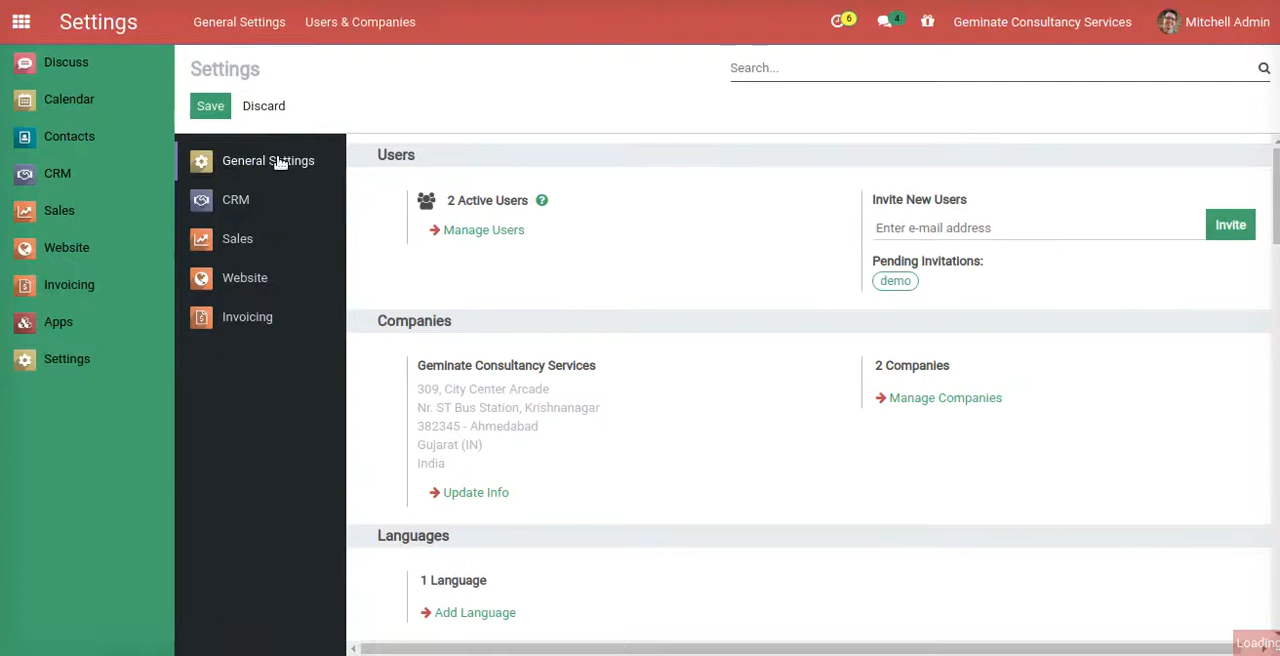 Settings
General Settings
Users & Companies
6
4
Geminate Consultancy Services
Mitchell Admin
Discuss
Calendar
Contacts
CRM
Sales
Website
Invoicing
Apps
Settings
Settings
Search...
Save
Discard
General Settings
CRM
Sales
Website
Invoicing
Users
2 Active Users ?
Manage Users
Invite New Users
Enter e-mail address
Invite
Pending Invitations:
demo
Companies
Geminate Consultancy Services
309, City Center Arcade
Nr. ST Bus Station, Krishnanagar
382345 - Ahmedabad
Gujarat (IN)
India
Update Info
2 Companies
Manage Companies
Languages
1 Language
Add Language
Loading